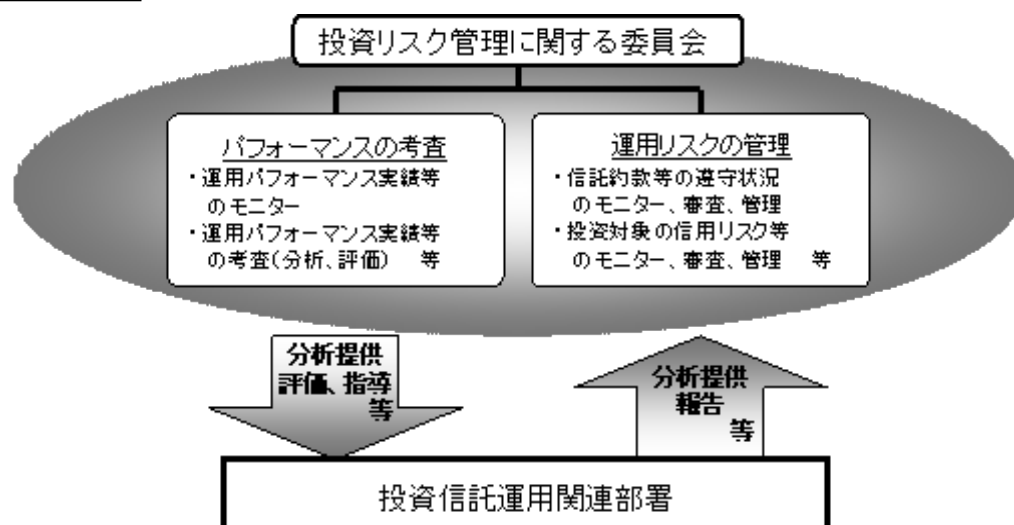 投資リスク管理に関する委員会
パフォーマンスの考査
・運用パフォーマンス実績等
のモニター
・運用パフォーマンス実績等
の考査(分析、評価) 等
運用リスクの管理
・信託約款等の遵守状況
のモニター、審査、管理
・投資対象の信用リスク等
のモニター、審査、管理 等
分析提供
評価、指導
等
分析提供
報告
等
投資信託運用関連部署